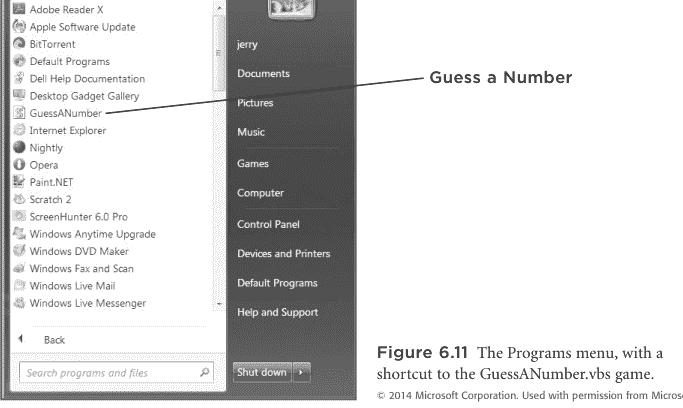 Adobe Reader X
Apple Software Update
BitTorrent
Default Programs
Dell Help Documentation
Desktop Gadget Gallery
GuessANumber
Internet Explorer
Nightly
Opera
Paint.NET
Scratch 2
ScreenHunter 6.0 Pro
Windows Anytime Upgrade
Windows DVD Maker
Windows Fax and Scan
Windows Live Mail
Windows Live Messenger
Back
Search programs and files
jerry
Documents
Pictures
Music
Games
Computer
Control Panel
Devices and Printers
Default Programs
Help and Support
Shut down
Guess a Number
Figure 6.11 The Programs menu, with a
shortcut to the GuessANumber.vbs game.
© 2014 Microsoft Corporation. Used with permission from Micros